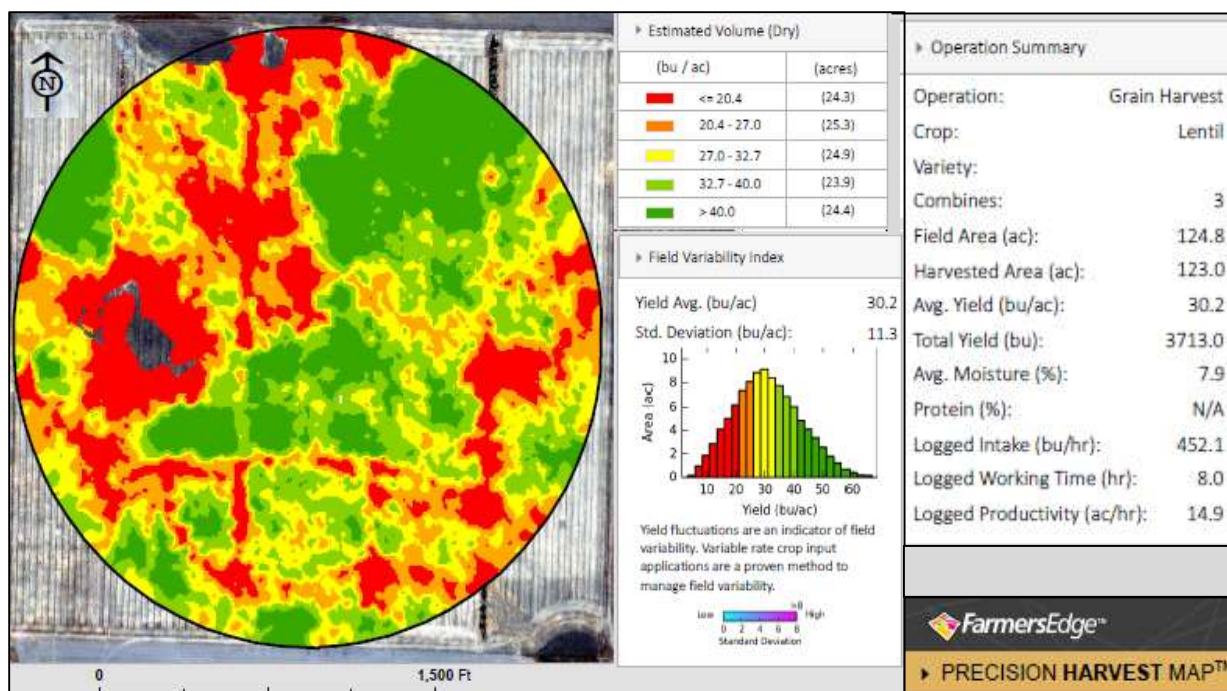 N
0 1,500 Ft
Estimated Volume (Dry)
(bu / ac) (acres)
<= 20.4 (24.3)
20.4 - 27.0 (25.3)
27.0 - 32.7 (24.9)
32.7 - 40.0 (23.9)
> 40.0 (24.4)
Field Variability Index
Yield Avg. (bu/ac) 30.2
Std. Deviation (bu/ac): 11.3
10
8
6
4
2
0
Area (ac)
10 20 30 40 50 60
Yield (bu/ac)
Yield fluctuations are an indicator of field
variability. Variable rate crop input
applications are a proven method to
manage field variability.
>8
Low High
0 2 4 6 8
Standard Deviation
Operation Summary
Operation: Grain Harvest
Crop: Lentil
Variety:
Combines: 3
Field Area (ac): 124.8
Harvested Area (ac): 123.0
Avg. Yield (bu/ac): 30.2
Total Yield (bu): 3713.0
Avg. Moisture (%): 7.9
Protein (%): N/A
Logged Intake (bu/hr): 452.1
Logged Working Time (hr): 8.0
Logged Productivity (ac/hr): 14.9
FarmersEdge™
PRECISION HARVEST MAP™